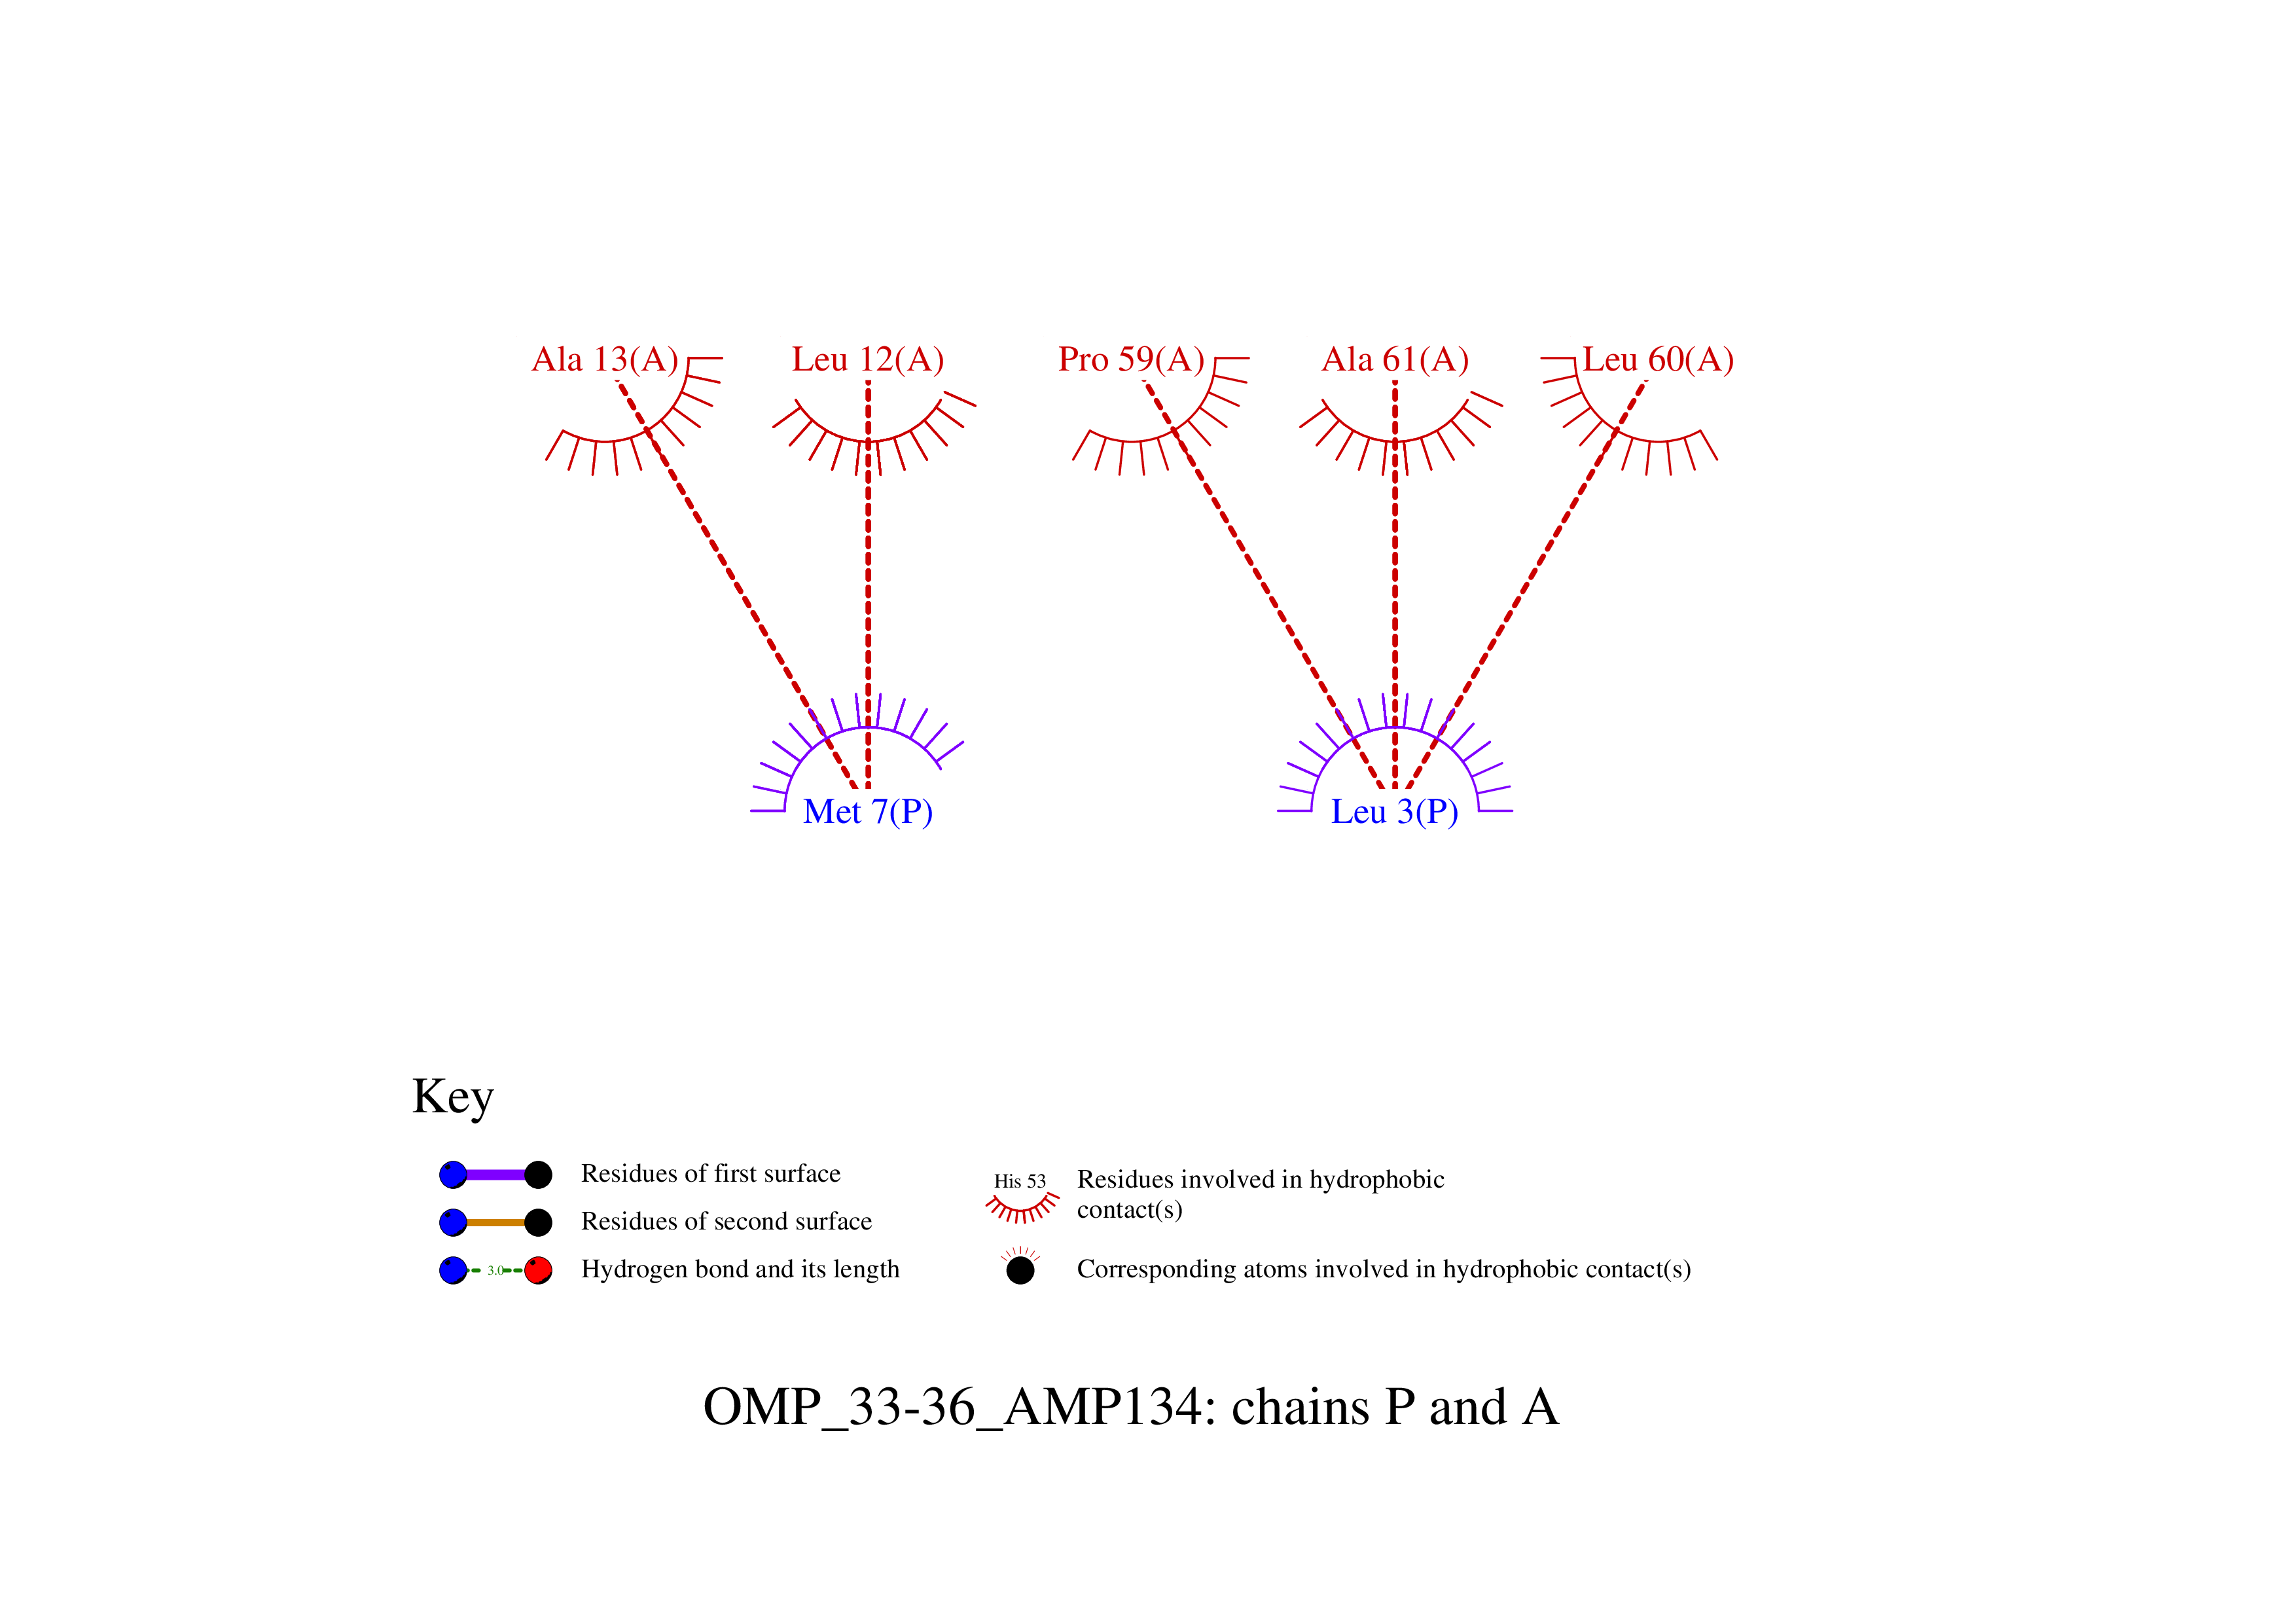 Ala 13(A) Leu 12(A) Pro 59(A) Ala 61(A) Leu 60(A)
Met 7(P) Leu 3(P)
Key
Residues of first surface
Residues of second surface
3.0 Hydrogen bond and its length
His 53 Residues involved in hydrophobic
contact(s)
Corresponding atoms involved in hydrophobic contact(s)
OMP_33-36_AMP134: chains P and A